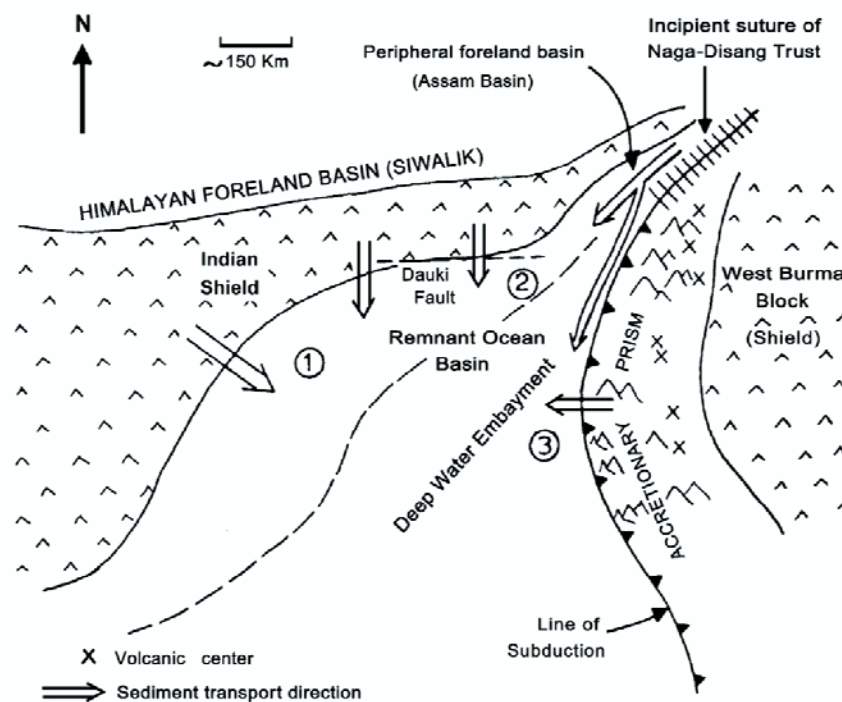 N
~150 Km
Incipient suture of
Naga-Disang Trust
Peripheral foreland basin
(Assam Basin)
HIMALAYAN FORELAND BASIN (SIWALIK)
Indian
Shield
Dauki
Fault
2
West Burma
Block
(Shield)
1
Remnant Ocean
Basin
Deep Water Embayment
3
ACCRETIONARY PRISM
Line of
Subduction
X Volcanic center
Sediment transport direction